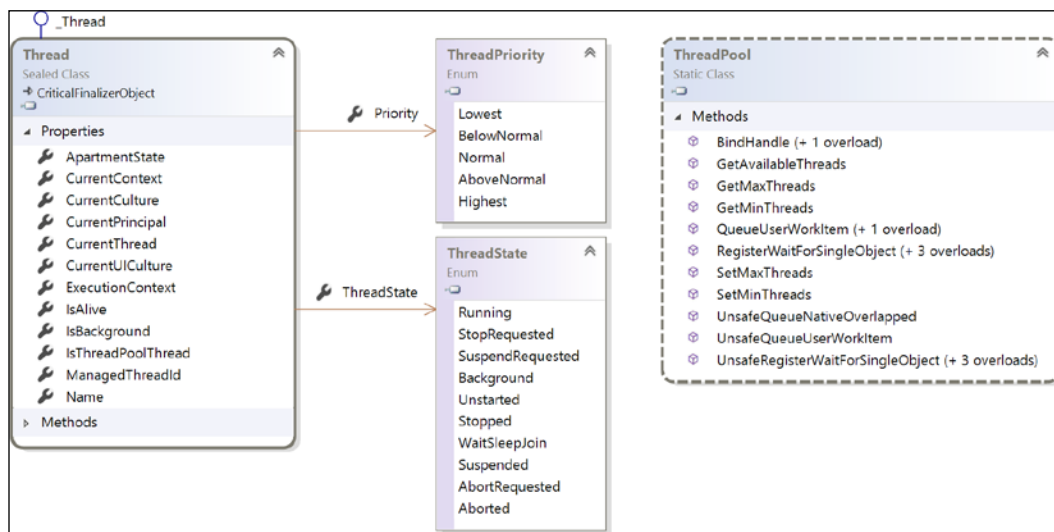 _Thread
Thread
Sealed Class
CriticalFinalizerObject
Properties
ApartmentState
CurrentContext
CurrentCulture
CurrentPrincipal
CurrentThread
CurrentUICulture
ExecutionContext
IsAlive
IsBackground
IsThreadPoolThread
ManagedThreadId
Name
Methods
Priority
ThreadState
ThreadPriority
Enum
Lowest
BelowNormal
Normal
AboveNormal
Highest
ThreadState
Enum
Running
StopRequested
SuspendRequested
Background
Unstarted
Stopped
WaitSleepJoin
Suspended
AbortRequested
Aborted
ThreadPool
Static Class
Methods
BindHandle (+ 1 overload)
GetAvailableThreads
GetMaxThreads
GetMinThreads
QueueUserWorkItem (+ 1 overload)
RegisterWaitForSingleObject (+ 3 overloads)
SetMaxThreads
SetMinThreads
UnsafeQueueNativeOverlapped
UnsafeQueueUserWorkItem
UnsafeRegisterWaitForSingleObject (+ 3 overloads)